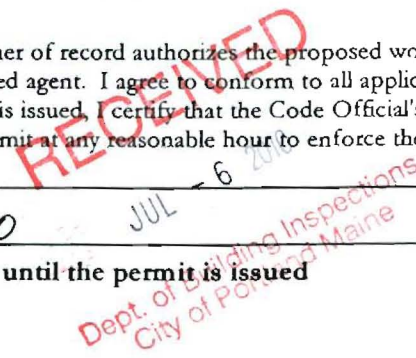 ner of record authorizes the proposed wo
ed agent. I agree to conform to all applic
is issued, I certify that the Code Official's
mit at any reasonable hour to enforce the
RECEIVED
JUL - 6 2010
until the permit is issued
Dept. of Building Inspections
City of Portland Maine